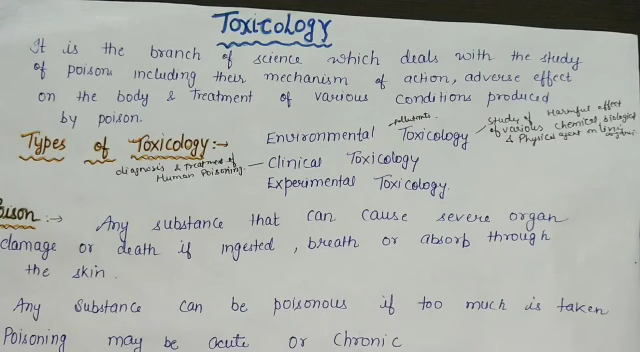 Toxicology
It is the branch of science which deals with the study
of poison including their mechanism of action, adverse effect
on the body & Treatment of various conditions produced
by poison.
Types of Toxicology :→
Environmental Toxicology
pollutants
study of Harmful effect
of various chemical, biological
& Physical agent in living
Clinical Toxicology
diagnosis & treatment of
Human Poisoning.
Experimental Toxicology.
oison :→ Any substance that can cause severe organ
damage or death if ingested, breath or absorb through
the skin.
Any Substance can be poisonous if too much is taken
Poisoning may be acute or Chronic